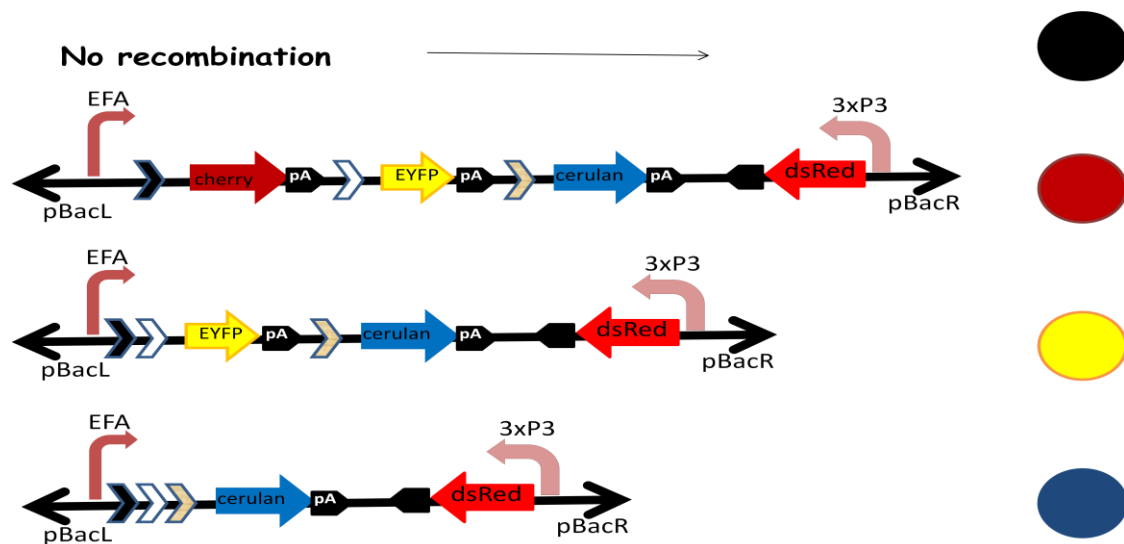 No recombination
EFA
3xP3
cherry pA EYFP pA cerulan pA dsRed
pBacL pBacR
EFA
3xP3
EYFP pA cerulan pA dsRed
pBacL pBacR
EFA
3xP3
cerulan pA dsRed
pBacL pBacR